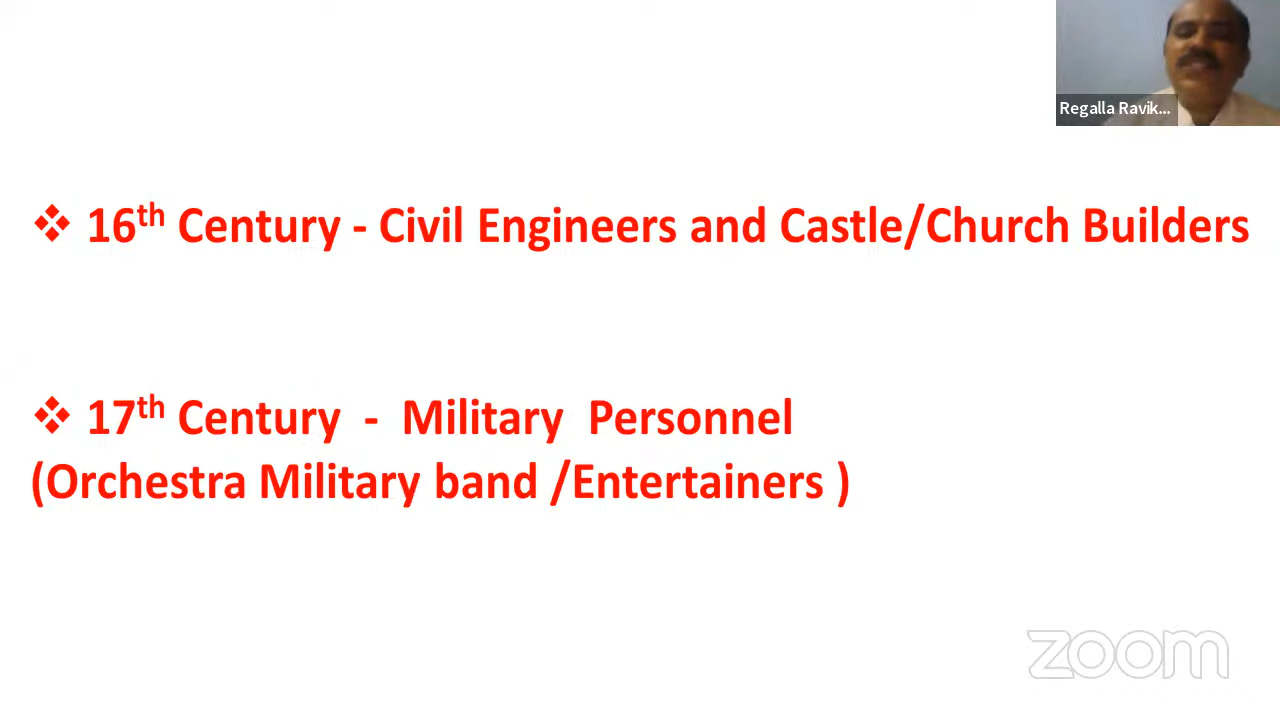 Regalla Ravik...
❖ 16th Century - Civil Engineers and Castle/Church Builders
❖ 17th Century - Military Personnel
(Orchestra Military band /Entertainers )
zoom